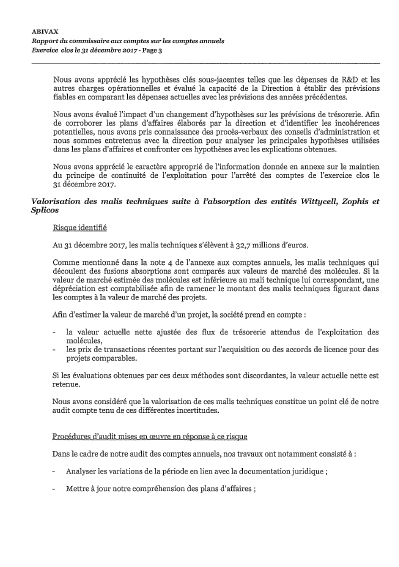 ABIVAX
Rapport du commissaire aux comptes sur les comptes annuels
Exercice clos le 31 décembre 2017 - Page 3
Nous avons apprécié les hypothèses clés sous-jacentes telles que les dépenses de R&D et les
autres charges opérationnelles et évalué la capacité de la Direction à établir des prévisions
fiables en comparant les dépenses actuelles avec les prévisions des années précédentes.
Nous avons évalué l'impact d'un changement d'hypothèses sur les prévisions de trésorerie. Afin
de corroborer les plans d'affaires élaborés par la direction et d'identifier les incohérences
potentielles, nous avons pris connaissance des procès-verbaux des conseils d'administration et
nous sommes entretenus avec la direction pour analyser les principales hypothèses utilisées
dans les plans d'affaires et confronter ces hypothèses avec les explications obtenues.
Nous avons apprécié le caractère approprié de l'information donnée en annexe sur le maintien
du principe de continuité de l'exploitation pour l'arrêté des comptes de l'exercice clos le
31 décembre 2017.
Valorisation des malis techniques suite à l'absorption des entités Wittycell, Zophis et
Splicos
Risque identifié
Au 31 décembre 2017, les malis techniques s'élèvent à 32,7 millions d'euros.
Comme mentionné dans la note 4 de l'annexe aux comptes annuels, les malis techniques qui
découlent des fusions absorptions sont comparés aux valeurs de marché des molécules. Si la
valeur de marché estimée des molécules est inférieure au mali technique lui correspondant, une
dépréciation est comptabilisée afin de ramener le montant des malis techniques figurant dans
les comptes à la valeur de marché des projets.
Afin d'estimer la valeur de marché d'un projet, la société prend en compte :
- la valeur actuelle nette ajustée des flux de trésorerie attendus de l'exploitation des
molécules,
- les prix de transactions récentes portant sur l'acquisition ou des accords de licence pour des
projets comparables.
Si les évaluations obtenues par ces deux méthodes sont discordantes, la valeur actuelle nette est
retenue.
Nous avons considéré que la valorisation de ces malis techniques constitue un point clé de notre
audit compte tenu de ces différentes incertitudes.
Procédures d'audit mises en œuvre en réponse à ce risque
Dans le cadre de notre audit des comptes annuels, nos travaux ont notamment consisté à :
- Analyser les variations de la période en lien avec la documentation juridique ;
- Mettre à jour notre compréhension des plans d'affaires ;